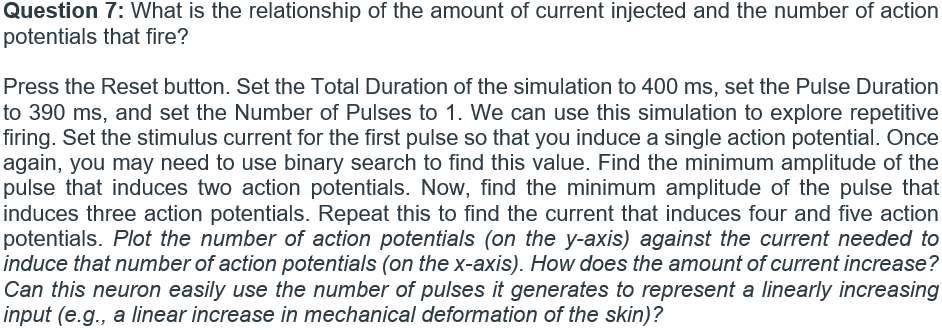 Question 7: What is the relationship of the amount of current injected and the number of action
potentials that fire?
Press the Reset button. Set the Total Duration of the simulation to 400 ms, set the Pulse Duration
to 390 ms, and set the Number of Pulses to 1. We can use this simulation to explore repetitive
firing. Set the stimulus current for the first pulse so that you induce a single action potential. Once
again, you may need to use binary search to find this value. Find the minimum amplitude of the
pulse that induces two action potentials. Now, find the minimum amplitude of the pulse that
induces three action potentials. Repeat this to find the current that induces four and five action
potentials. Plot the number of action potentials (on the y-axis) against the current needed to
induce that number of action potentials (on the x-axis). How does the amount of current increase?
Can this neuron easily use the number of pulses it generates to represent a linearly increasing
input (e.g., a linear increase in mechanical deformation of the skin)?